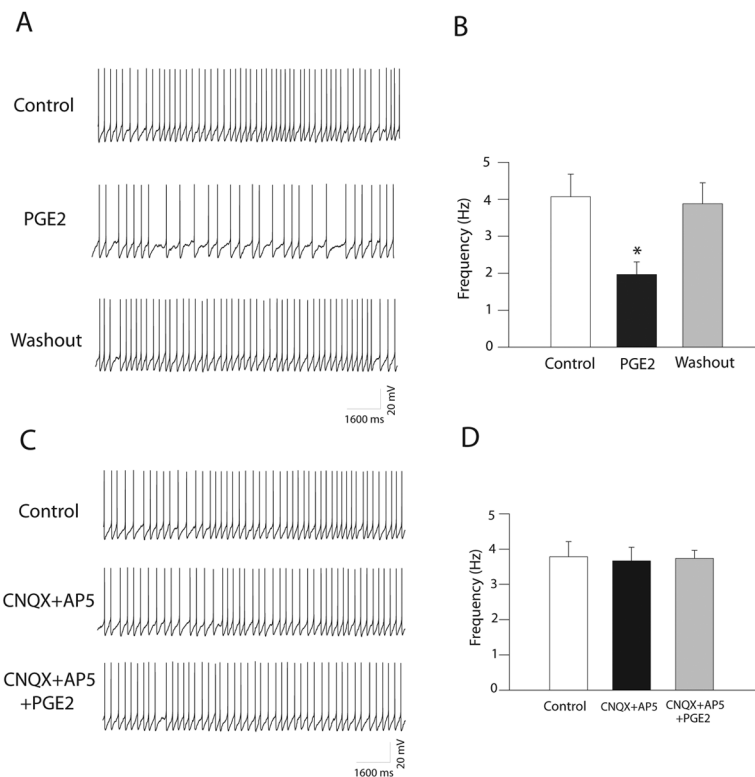 A
Control
PGE2
Washout
1600 ms
20 mV
B
Frequency (Hz)
5
4
3
2
1
0
*
Control
PGE2
Washout
C
Control
CNQX+AP5
CNQX+AP5
+PGE2
1600 ms
20 mV
D
Frequency (Hz)
5
4
3
2
1
0
Control
CNQX+AP5
CNQX+AP5
+PGE2